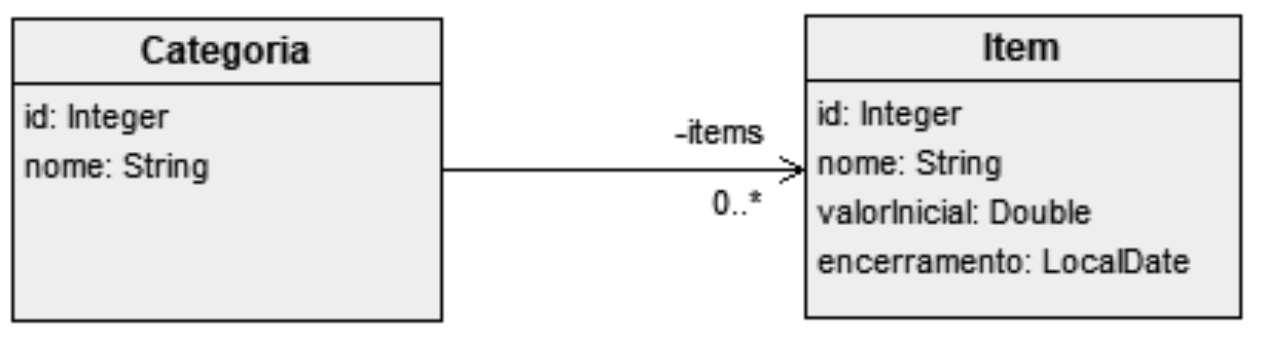 Categoria
id: Integer
nome: String
-items
0..*
Item
id: Integer
nome: String
valorInicial: Double
encerramento: LocalDate